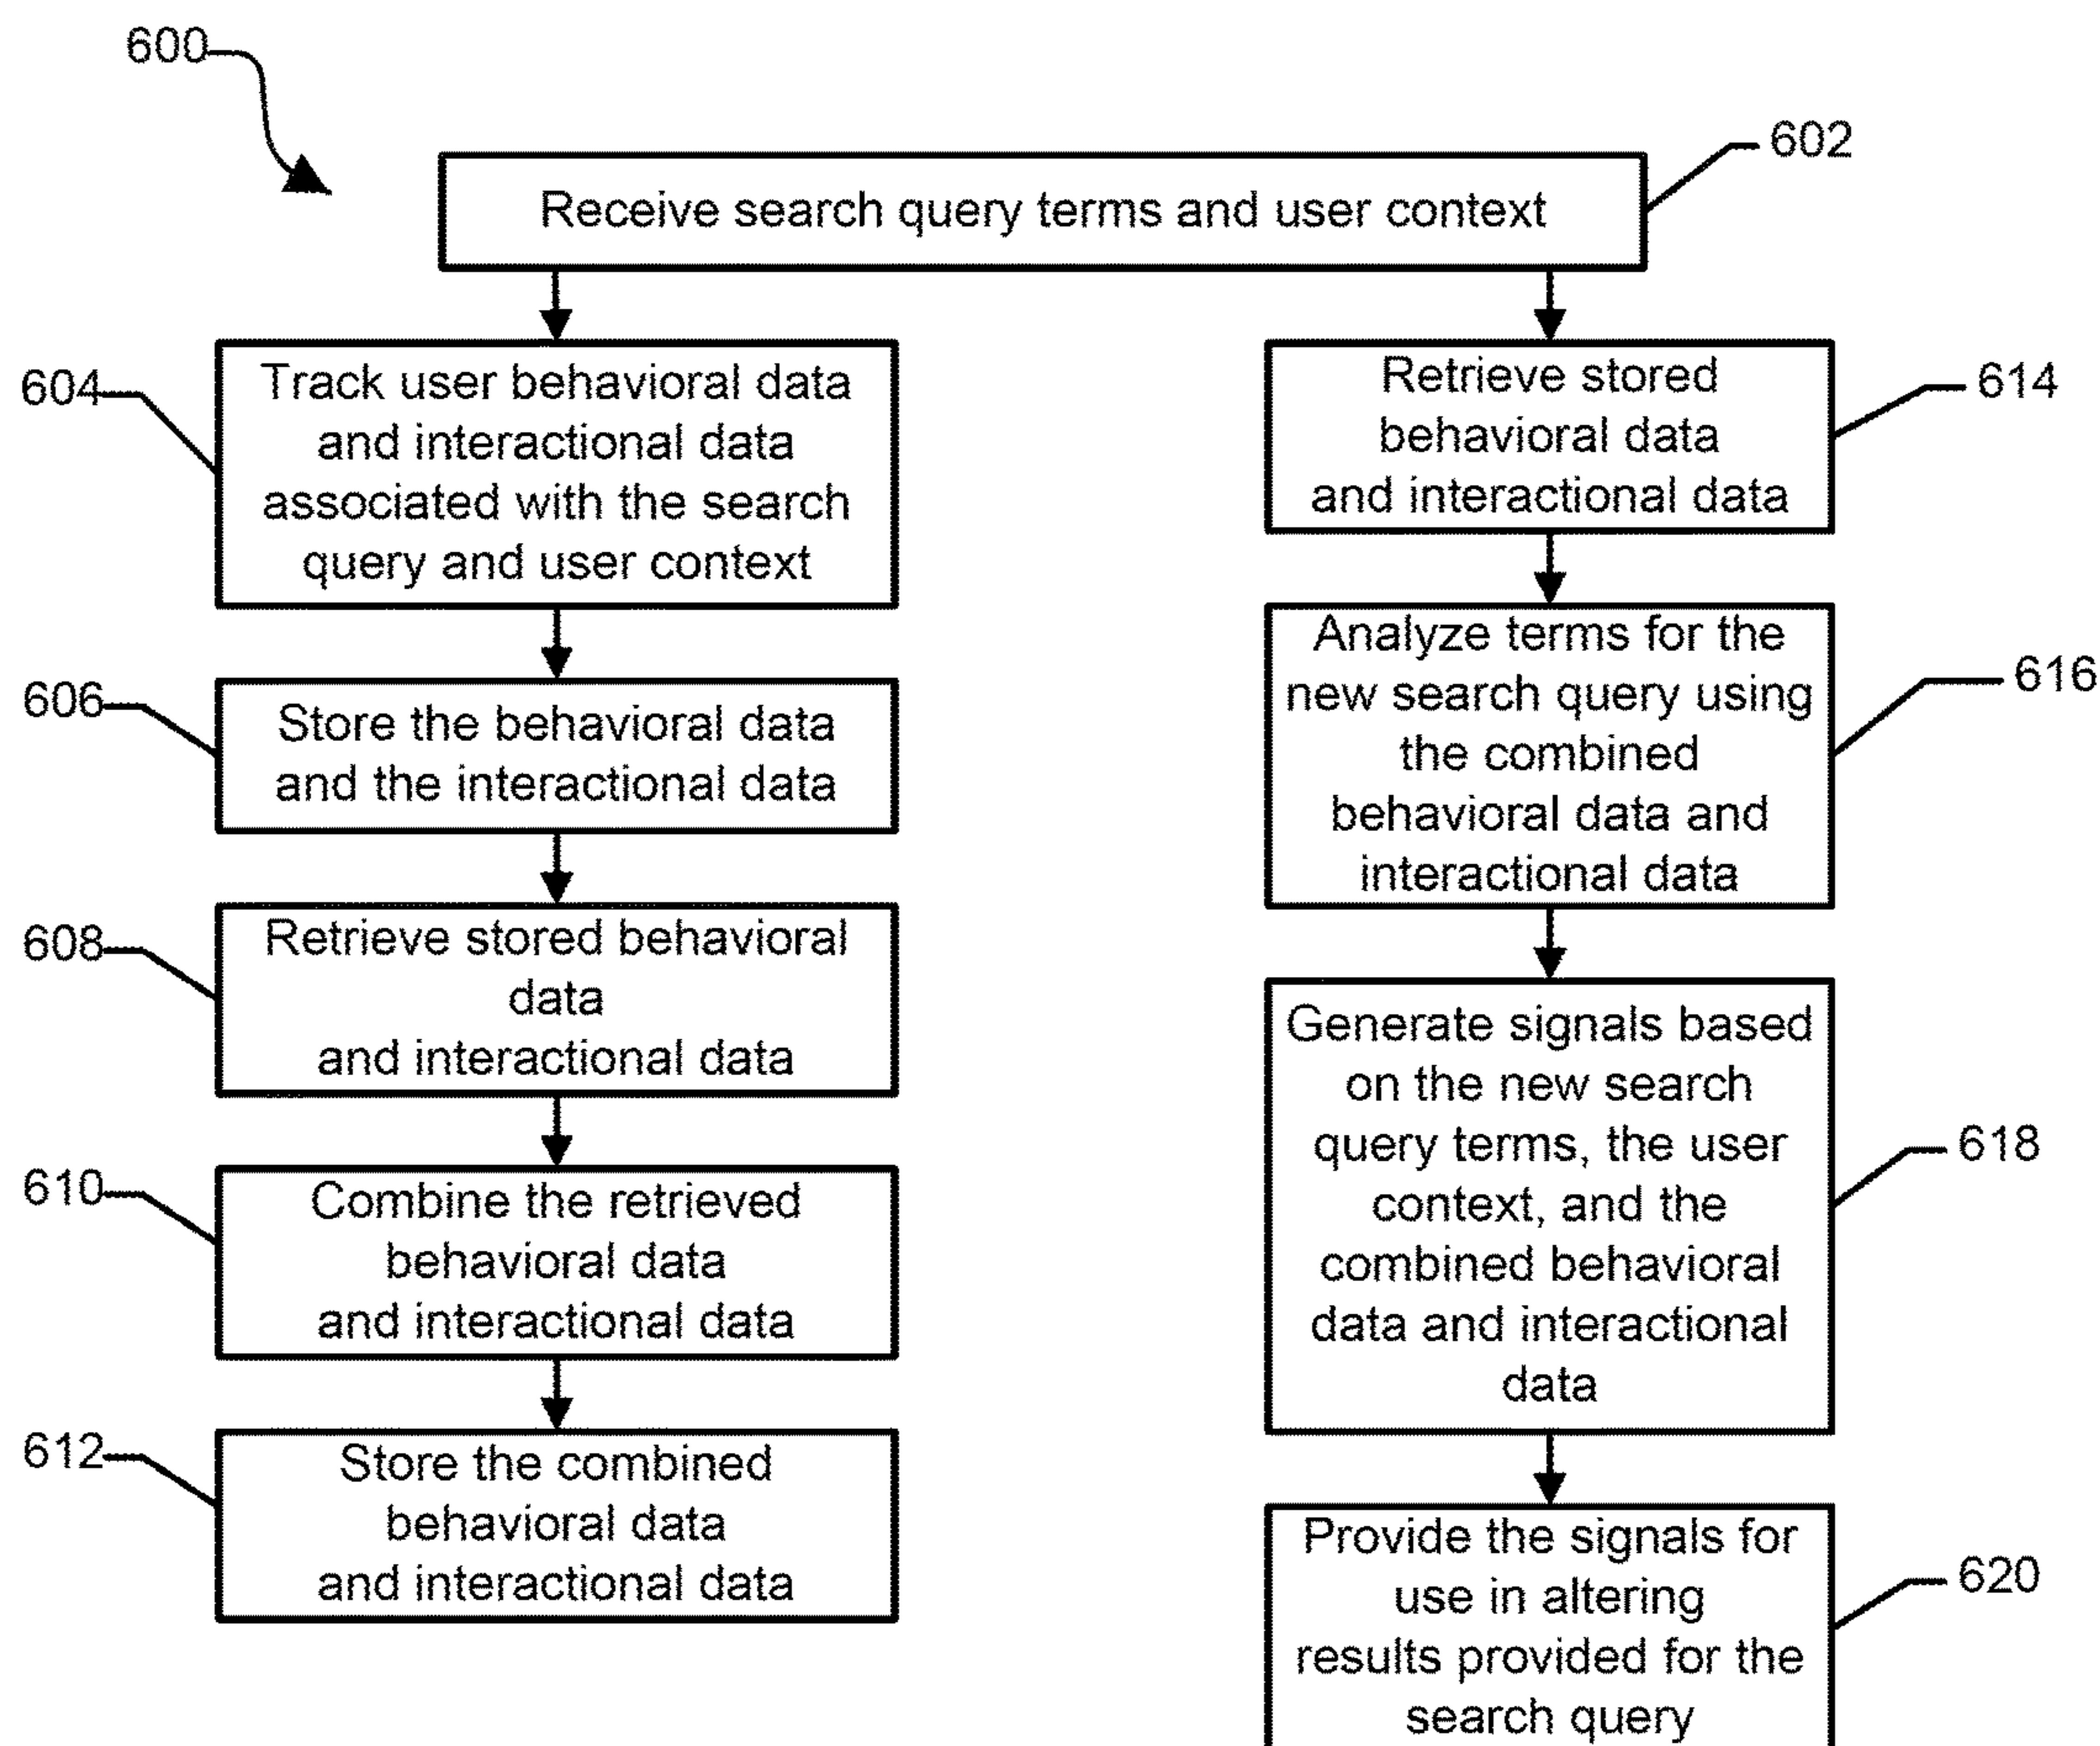 600
602
Receive search query terms and user context
604
Track user behavioral data
and interactional data
associated with the search
query and user context
606
Store the behavioral data
and the interactional data
608
Retrieve stored behavioral
data
and interactional data
610
Combine the retrieved
behavioral data
and interactional data
612
Store the combined
behavioral data
and interactional data
614
Retrieve stored
behavioral data
and interactional data
616
Analyze terms for the
new search query using
the combined
behavioral data and
interactional data
618
Generate signals based
on the new search
query terms, the user
context, and the
combined behavioral
data and interactional
data
620
Provide the signals for
use in altering
results provided for the
search query